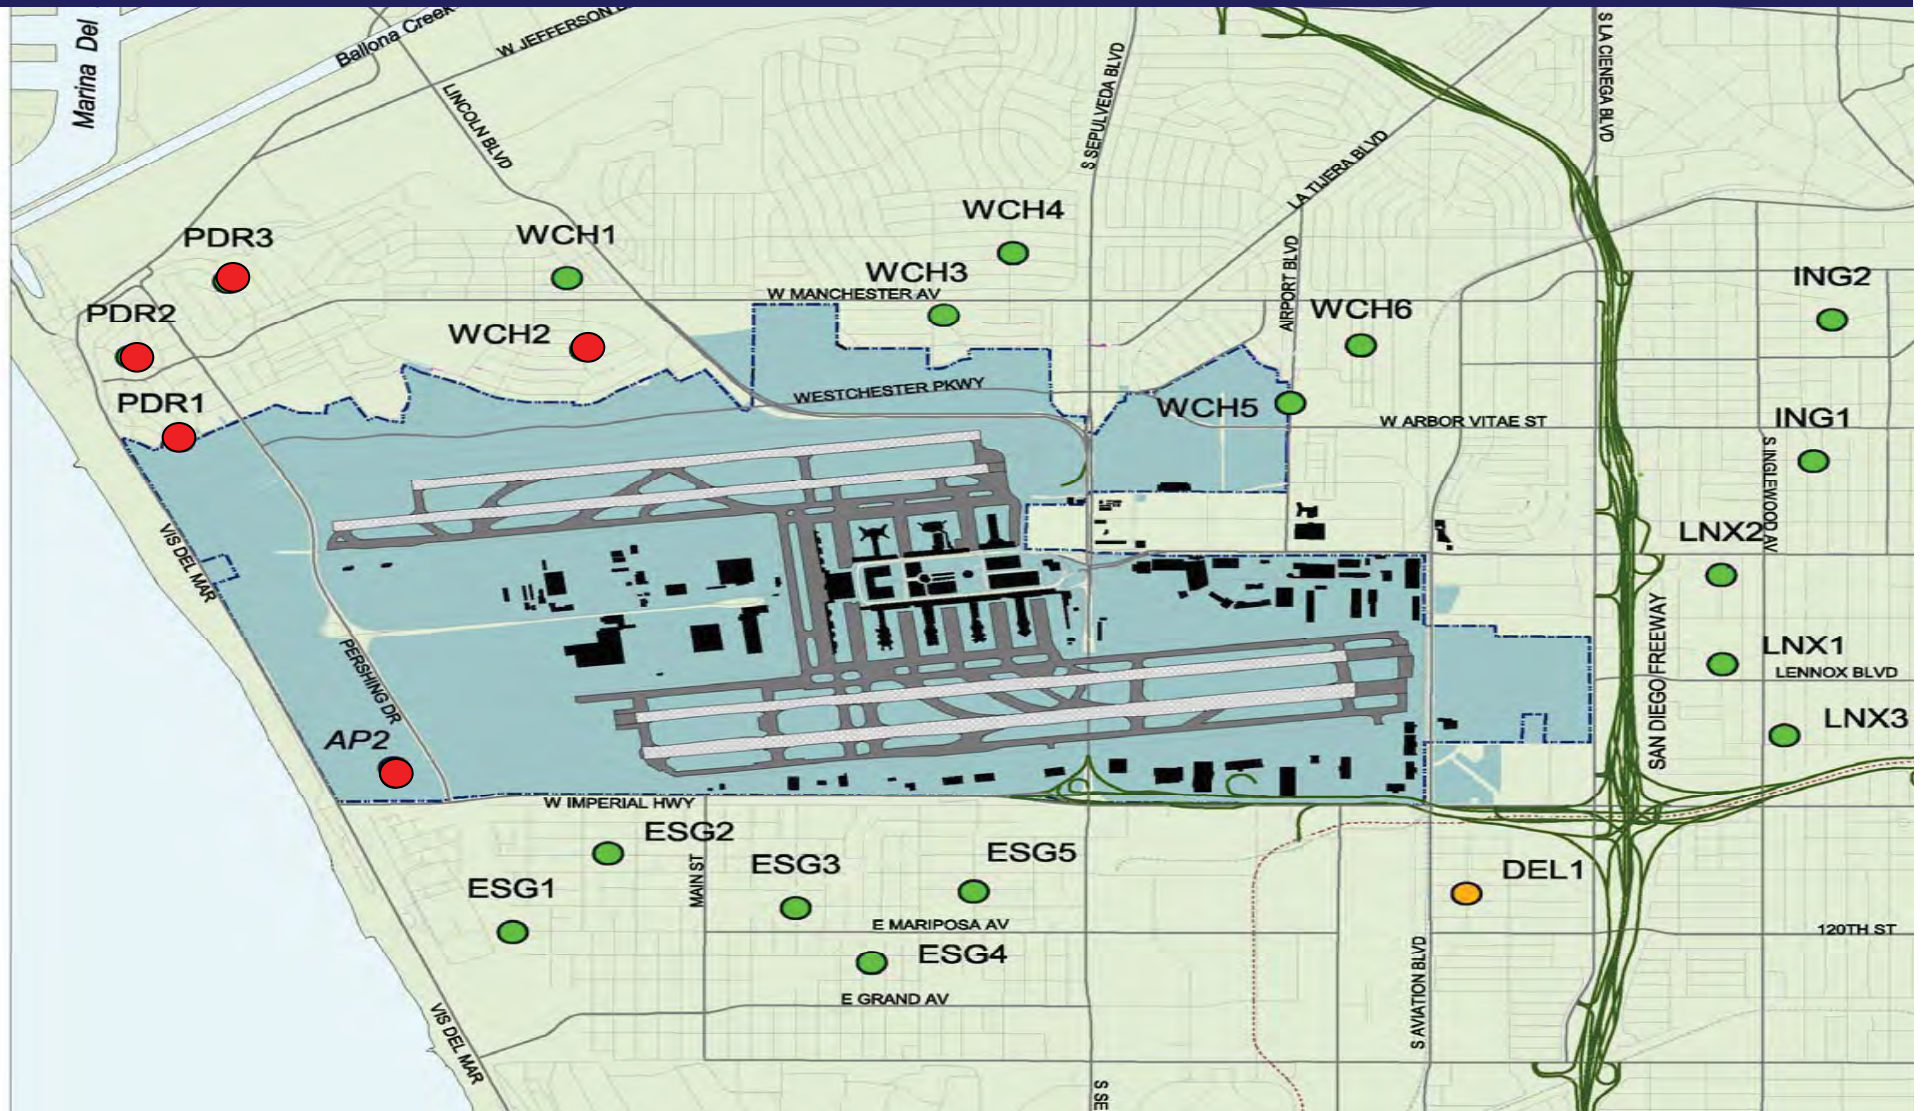 Marina Del
Ballona Creek
W JEFFERSON
LINCOLN BLVD
S SEPULVEDA BLVD
S LA CIENEGA BLVD
LA TIJERA BLVD
PDR3
WCH1
WCH4
WCH3
W MANCHESTER AV
AIRPORT BLVD
WCH6
ING2
PDR2
WCH2
PDR1
WESTCHESTER PKWY
WCH5
W ARBOR VITAE ST
ING1
S INGLEWOOD AV
LNX2
VIS DEL MAR
PERSHING DR
SAN DIEGO FREEWAY
LNX1
LENNOX BLVD
LNX3
AP2
W IMPERIAL HWY
ESG2
MAIN ST
ESG3
ESG5
ESG1
DEL1
E MARIPOSA AV
120TH ST
ESG4
E GRAND AV
S AVIATION BLVD
VIS DEL MAR
S SE